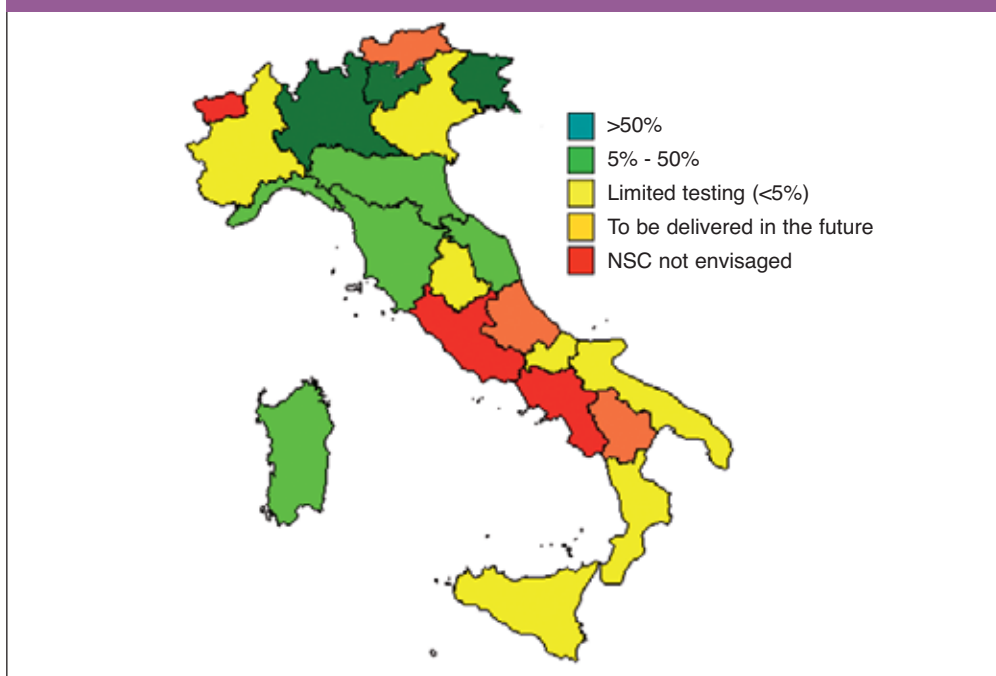 >50%
5% - 50%
Limited testing (<5%)
To be delivered in the future
NSC not envisaged